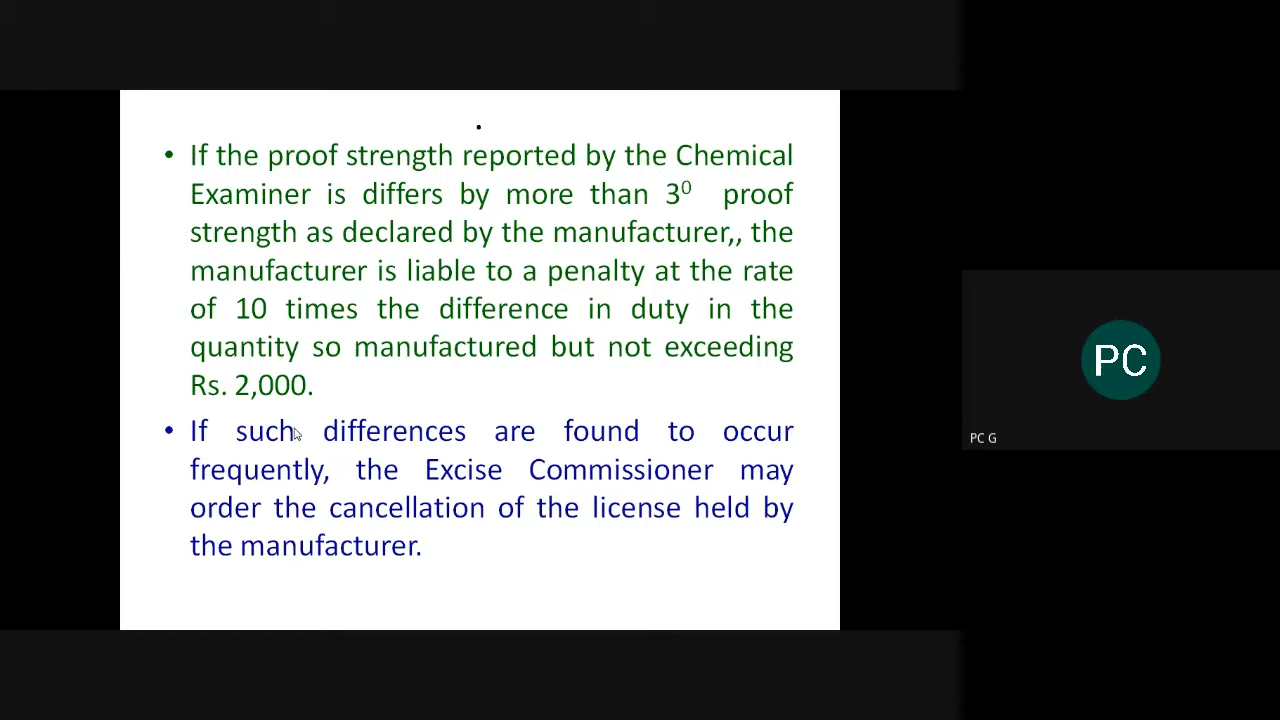 .
• If the proof strength reported by the Chemical
Examiner is differs by more than 3⁰ proof
strength as declared by the manufacturer,, the
manufacturer is liable to a penalty at the rate
of 10 times the difference in duty in the
quantity so manufactured but not exceeding
Rs. 2,000.
• If such differences are found to occur
frequently, the Excise Commissioner may
order the cancellation of the license held by
the manufacturer.
PC
PC G